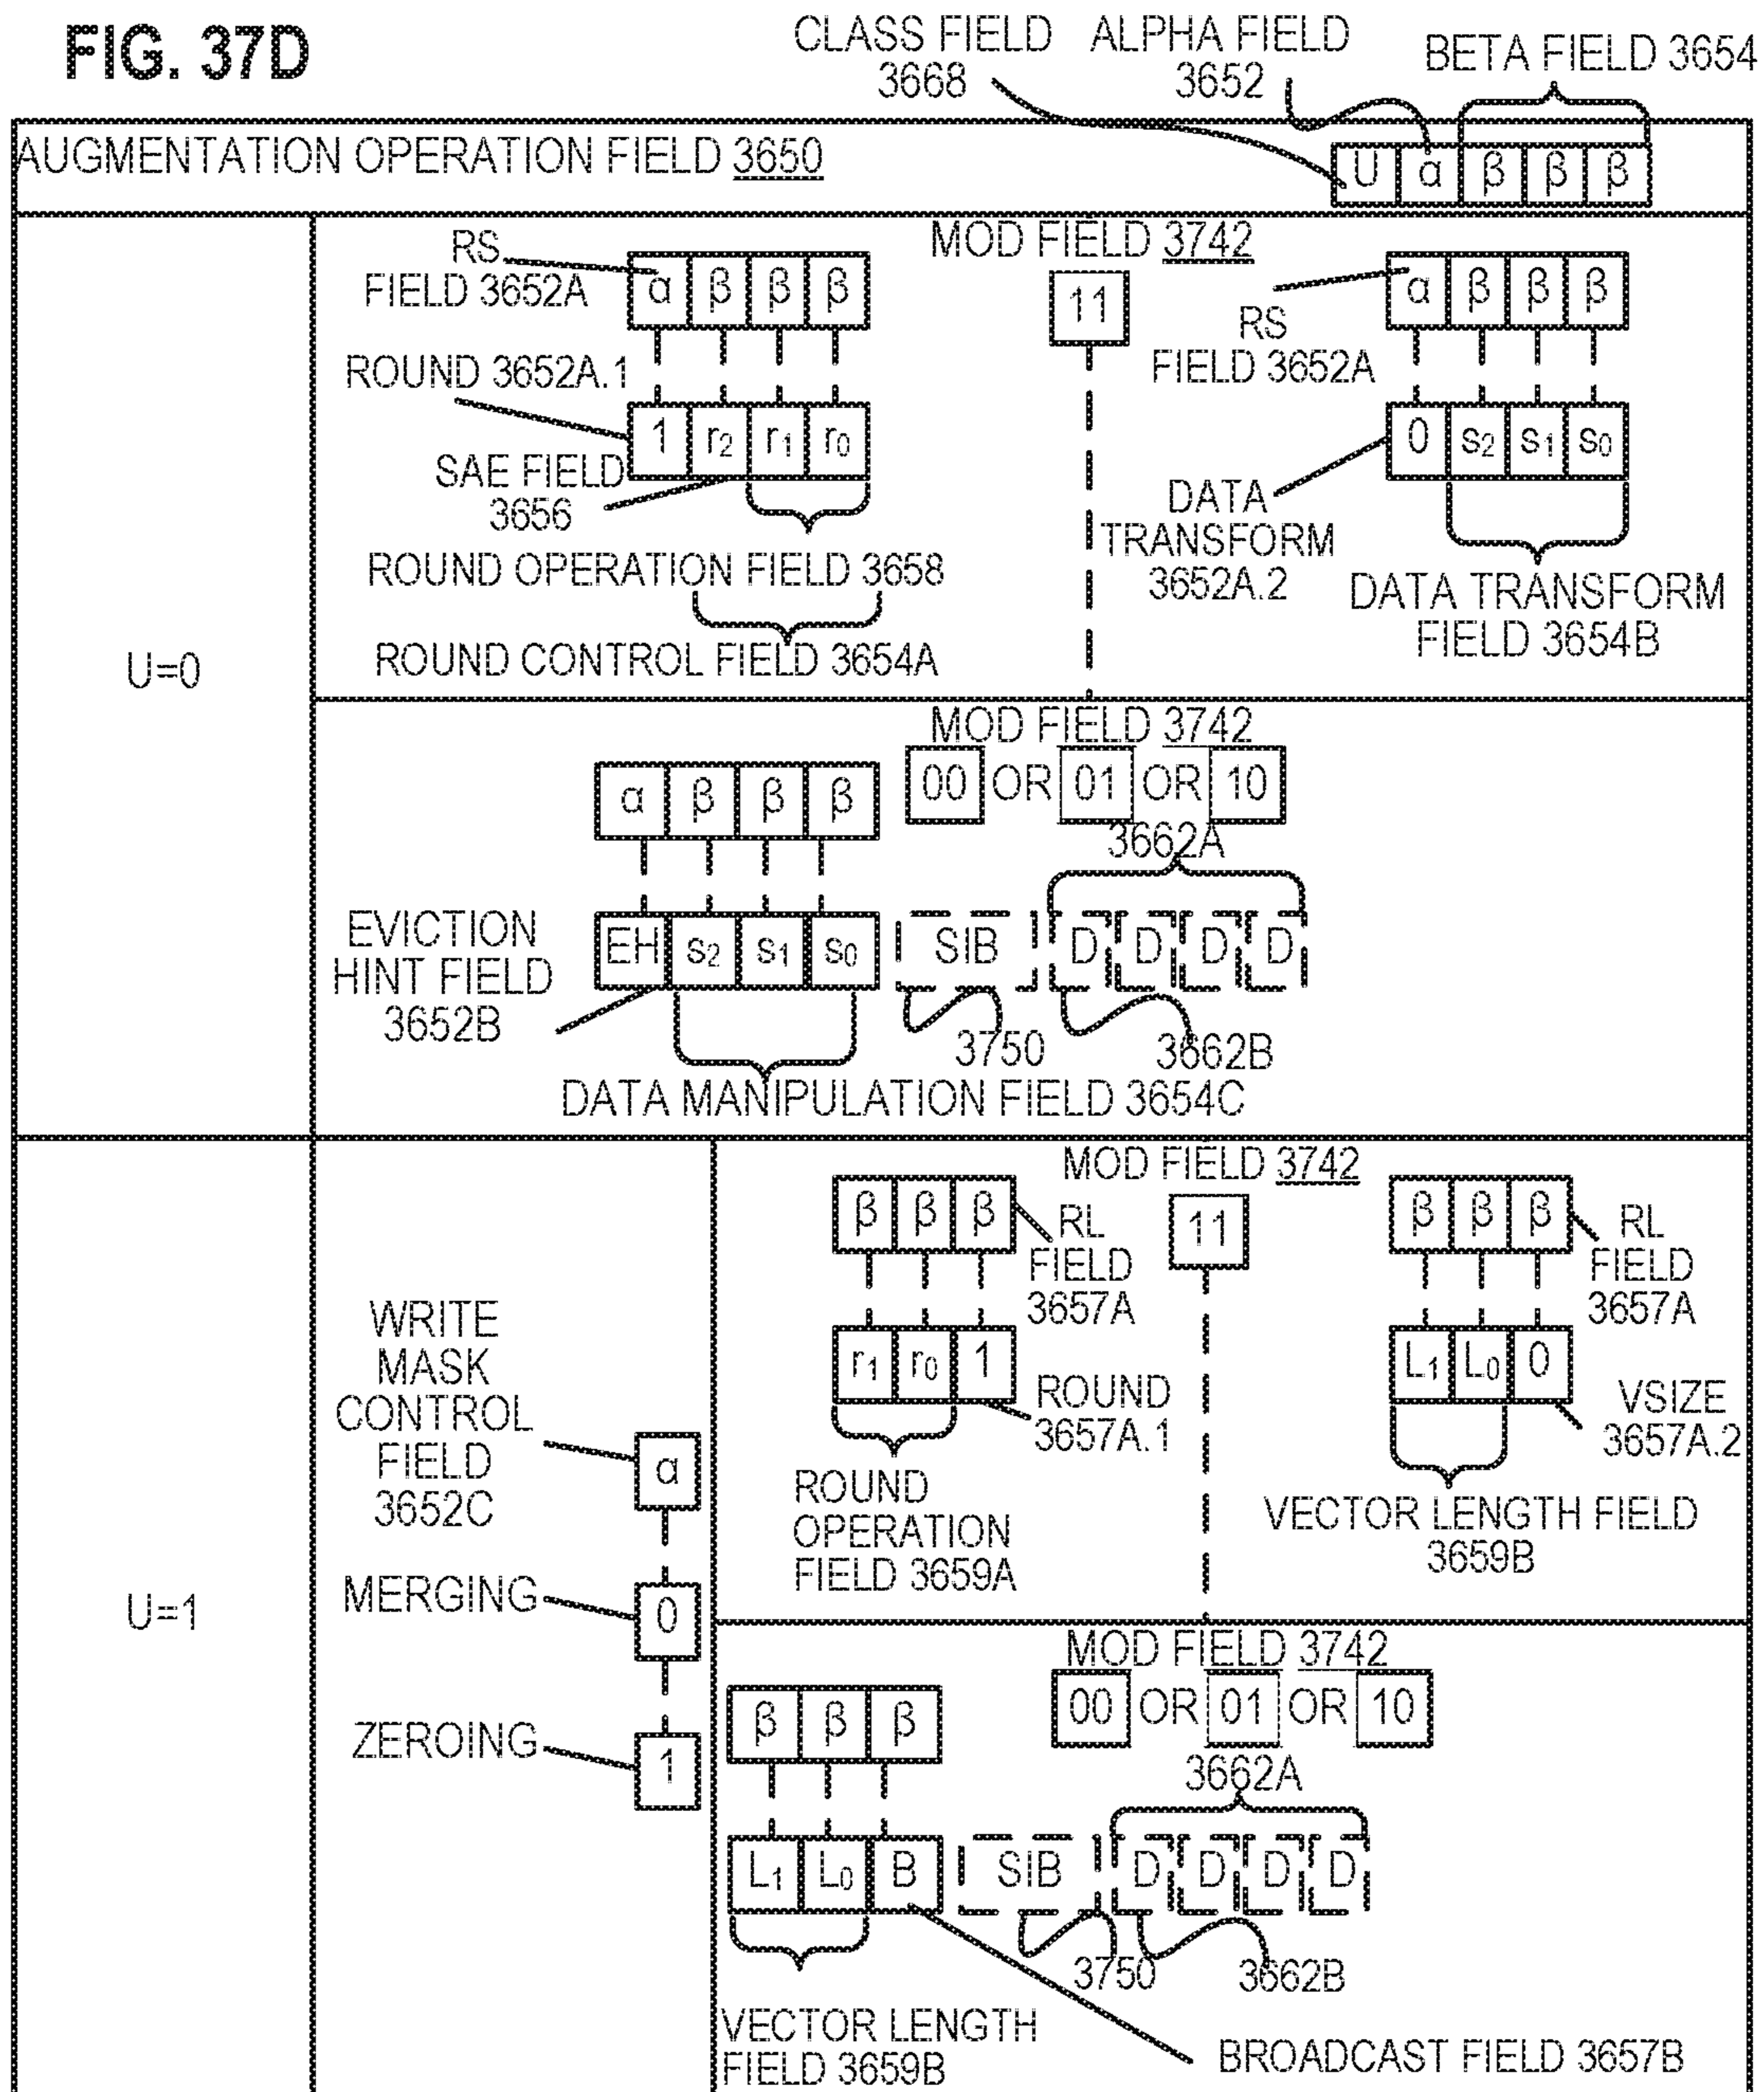 FIG. 37D
CLASS FIELD
3668
ALPHA FIELD
3652
BETA FIELD 3654
AUGMENTATION OPERATION FIELD 3650
U α β β β
U=0
MOD FIELD 3742
11
RS
FIELD 3652A
α β β β
ROUND 3652A.1
1 r2 r1 r0
SAE FIELD
3656
ROUND OPERATION FIELD 3658
ROUND CONTROL FIELD 3654A
α β β β
RS
FIELD 3652A
0 s2 s1 s0
DATA
TRANSFORM
3652A.2
DATA TRANSFORM
FIELD 3654B
MOD FIELD 3742
00 OR 01 OR 10
α β β β
3662A
EVICTION
HINT FIELD
3652B
EH s2 s1 s0 SIB D D D D
3750
3662B
DATA MANIPULATION FIELD 3654C
U=1
WRITE
MASK
CONTROL
FIELD
3652C
α
MERGING
0
ZEROING
1
MOD FIELD 3742
11
β β β
RL
FIELD
3657A
r1 r0 1
ROUND
3657A.1
ROUND
OPERATION
FIELD 3659A
β β β
RL
FIELD
3657A
L1 L0 0
VSIZE
3657A.2
VECTOR LENGTH FIELD
3659B
MOD FIELD 3742
00 OR 01 OR 10
β β β
3662A
L1 L0 B SIB D D D D
3750
3662B
VECTOR LENGTH
FIELD 3659B
BROADCAST FIELD 3657B